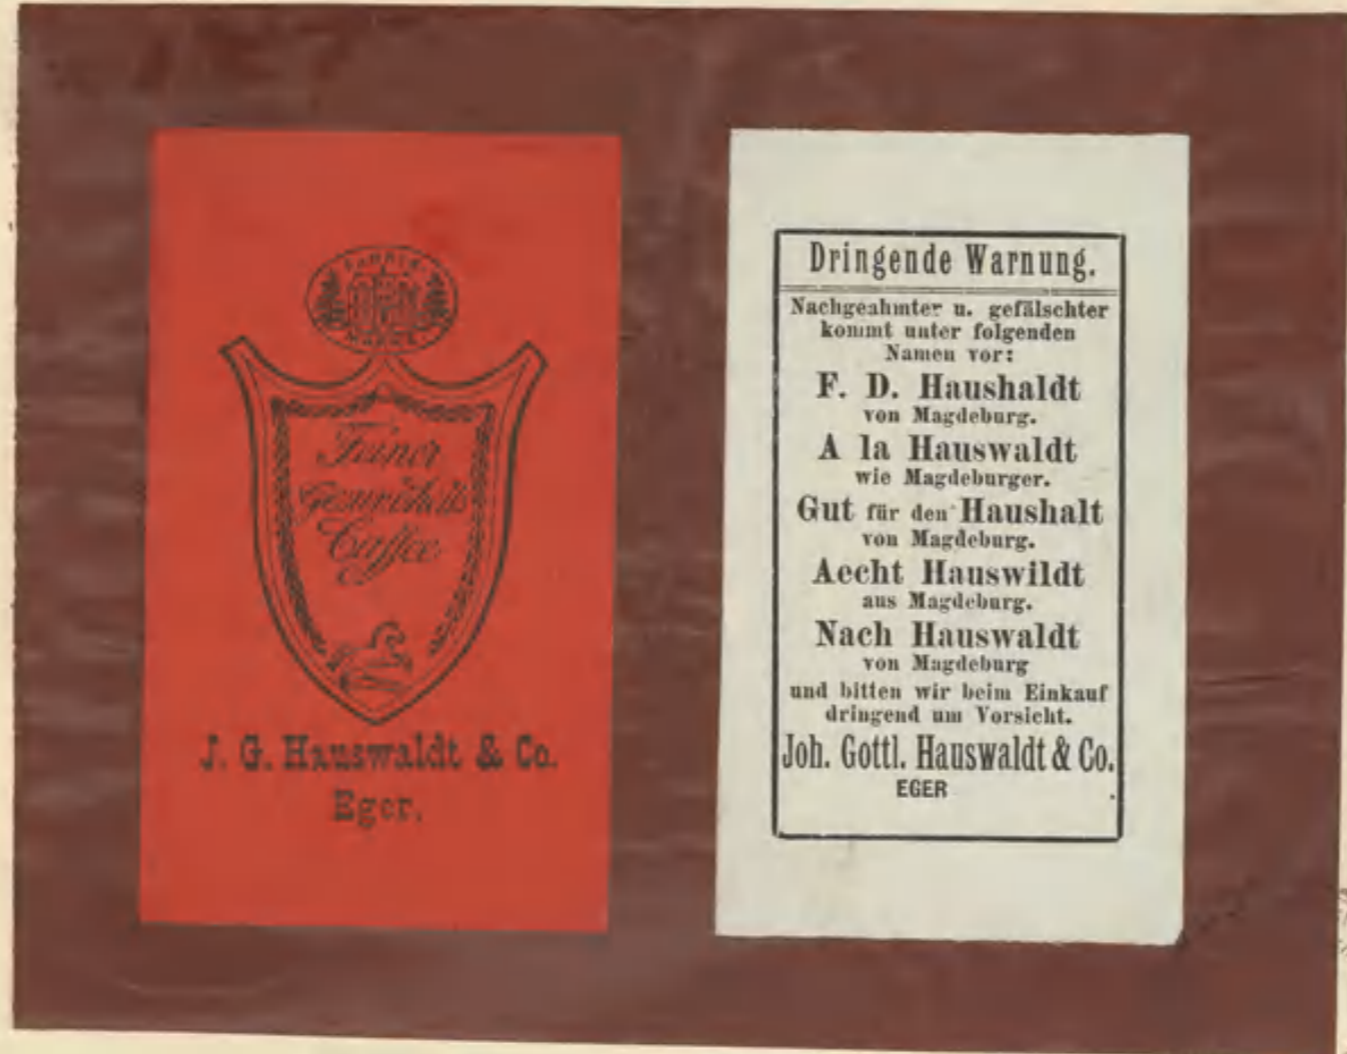 FABRIK
MARKE
Feiner
Gesundheits
Caffee
J. G. Hauswaldt & Co.
Eger.
Dringende Warnung.
Nachgeahmter u. gefälschter
kommt unter folgenden
Namen vor:
F. D. Haushaldt
von Magdeburg.
A la Hauswaldt
wie Magdeburger.
Gut für den Haushalt
von Magdeburg.
Aecht Hauswildt
aus Magdeburg.
Nach Hauswaldt
von Magdeburg
und bitten wir beim Einkauf
dringend um Vorsicht.
Joh. Gottl. Hauswaldt & Co.
EGER